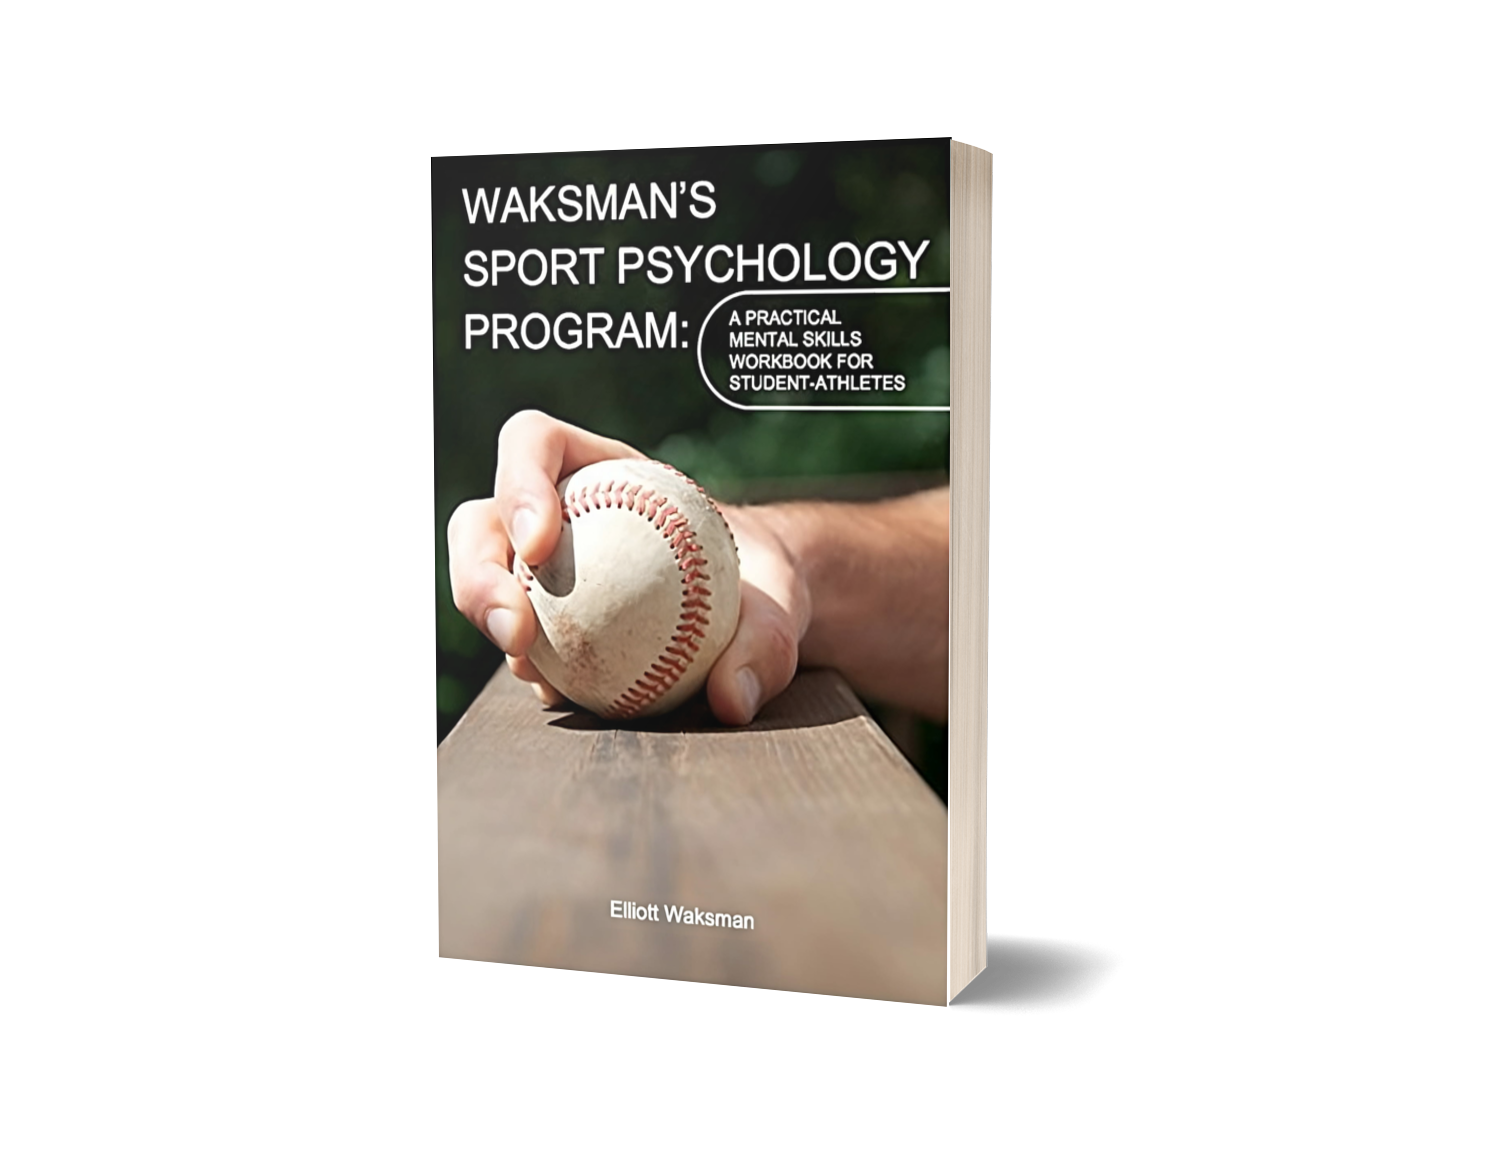 WAKSMAN'S
SPORT PSYCHOLOGY
PROGRAM:
A PRACTICAL
MENTAL SKILLS
WORKBOOK FOR
STUDENT-ATHLETES
Elliott Waksman